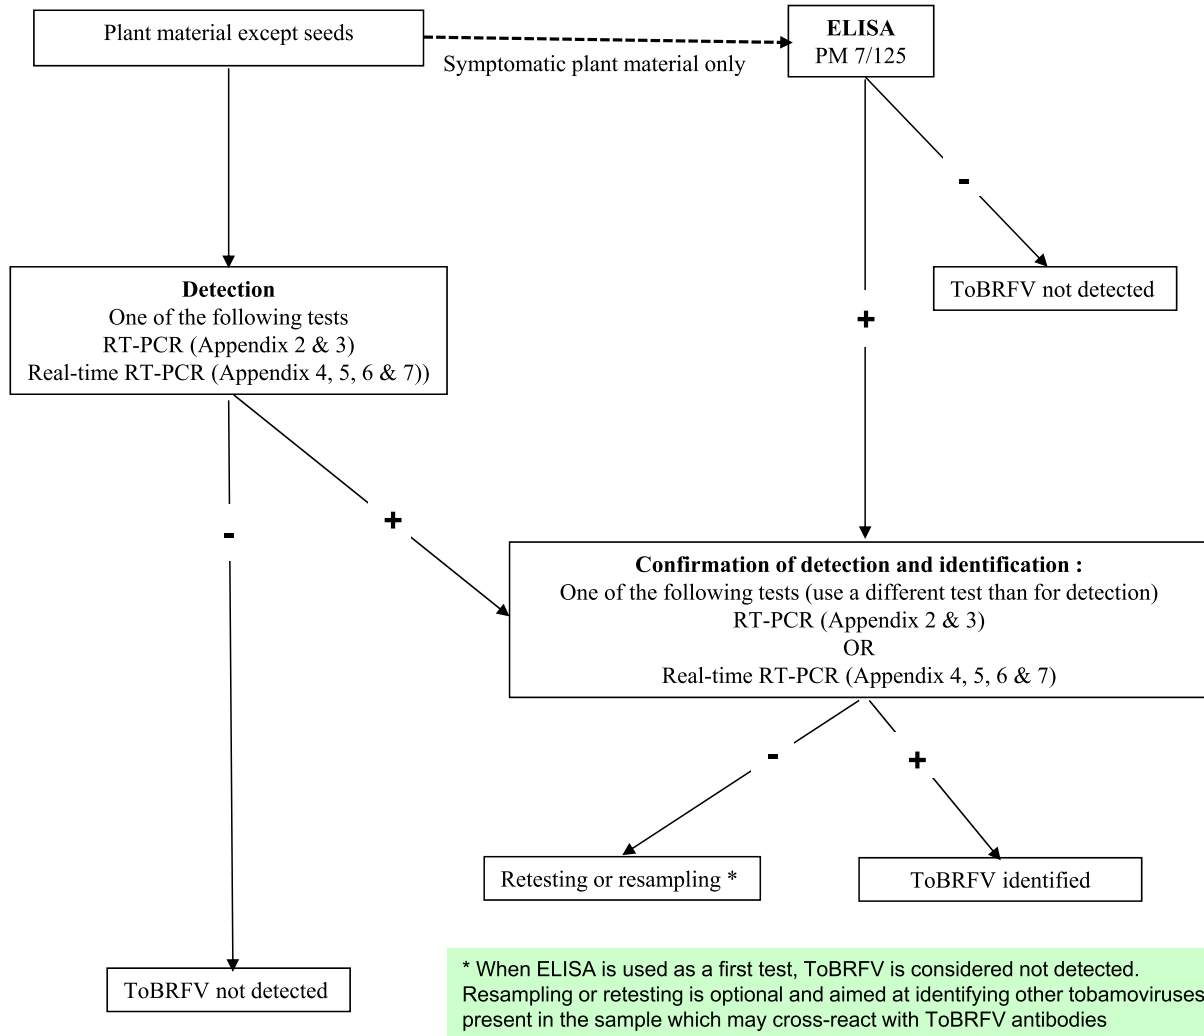 Plant material except seeds
Symptomatic plant material only
ELISA
PM 7/125
-
ToBRFV not detected
+
Detection
One of the following tests
RT-PCR (Appendix 2 & 3)
Real-time RT-PCR (Appendix 4, 5, 6 & 7))
-
+
Confirmation of detection and identification :
One of the following tests (use a different test than for detection)
RT-PCR (Appendix 2 & 3)
OR
Real-time RT-PCR (Appendix 4, 5, 6 & 7)
-
+
Retesting or resampling *
ToBRFV identified
ToBRFV not detected
* When ELISA is used as a first test, ToBRFV is considered not detected.
Resampling or retesting is optional and aimed at identifying other tobamoviruses
present in the sample which may cross-react with ToBRFV antibodies